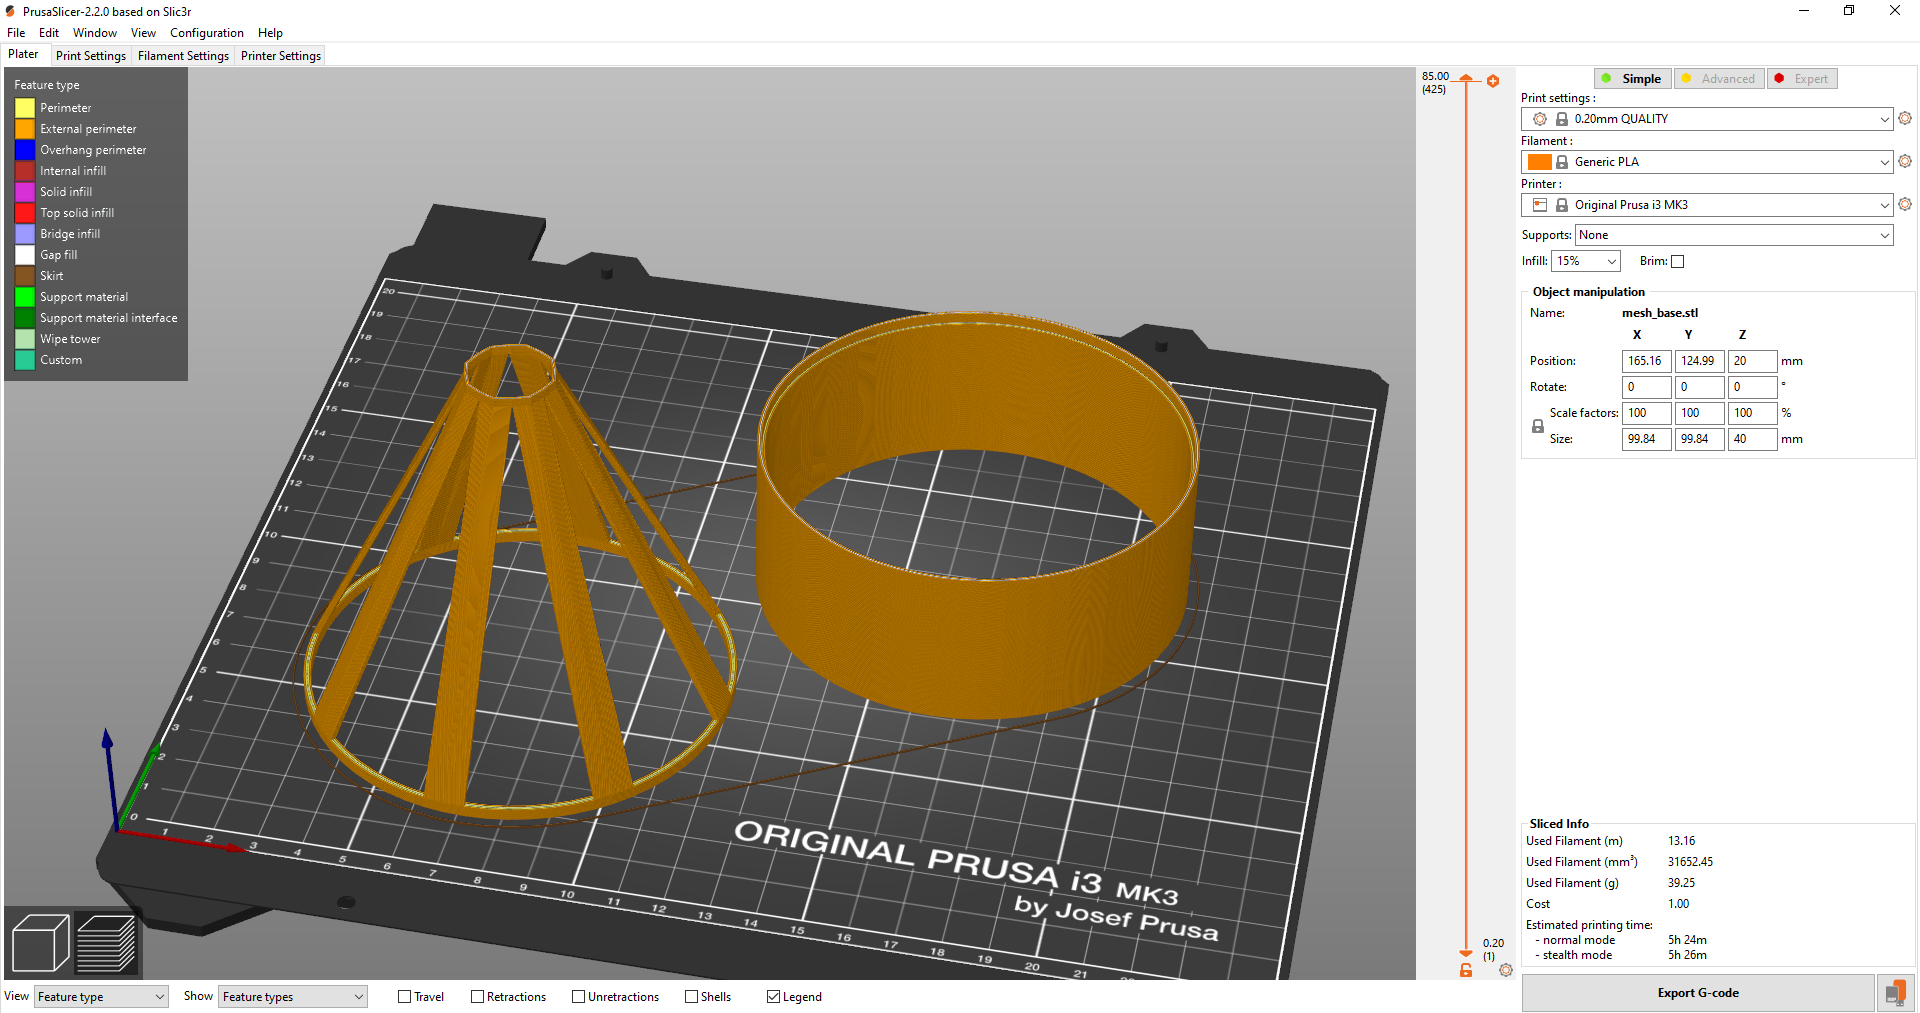 PrusaSlicer-2.2.0 based on Slic3r
File Edit Window View Configuration Help
Plater Print Settings Filament Settings Printer Settings
Feature type
Perimeter
External perimeter
Overhang perimeter
Internal infill
Solid infill
Top solid infill
Bridge infill
Gap fill
Skirt
Support material
Support material interface
Wipe tower
Custom
20
19
18
17
16
15
14
13
12
11
10
9
8
7
6
5
4
3
2
1
0
1 2 3 4 5 6 7 8 9 10 11 12 13 14 15 16 17 18 19 20 21
ORIGINAL PRUSA i3 MK3
by Josef Prusa
85.00
(425)
0.20
(1)
Simple Advanced Expert
Print settings :
0.20mm QUALITY
Filament :
Generic PLA
Printer :
Original Prusa i3 MK3
Supports: None
Infill: 15% Brim:
Object manipulation
Name: mesh_base.stl
X Y Z
Position: 165.16 124.99 20 mm
Rotate: 0 0 0 °
Scale factors: 100 100 100 %
Size: 99.84 99.84 40 mm
Sliced Info
Used Filament (m) 13.16
Used Filament (mm³) 31652.45
Used Filament (g) 39.25
Cost 1.00
Estimated printing time:
- normal mode 5h 24m
- stealth mode 5h 26m
Export G-code
View Feature type Show Feature types Travel Retractions Unretractions Shells Legend